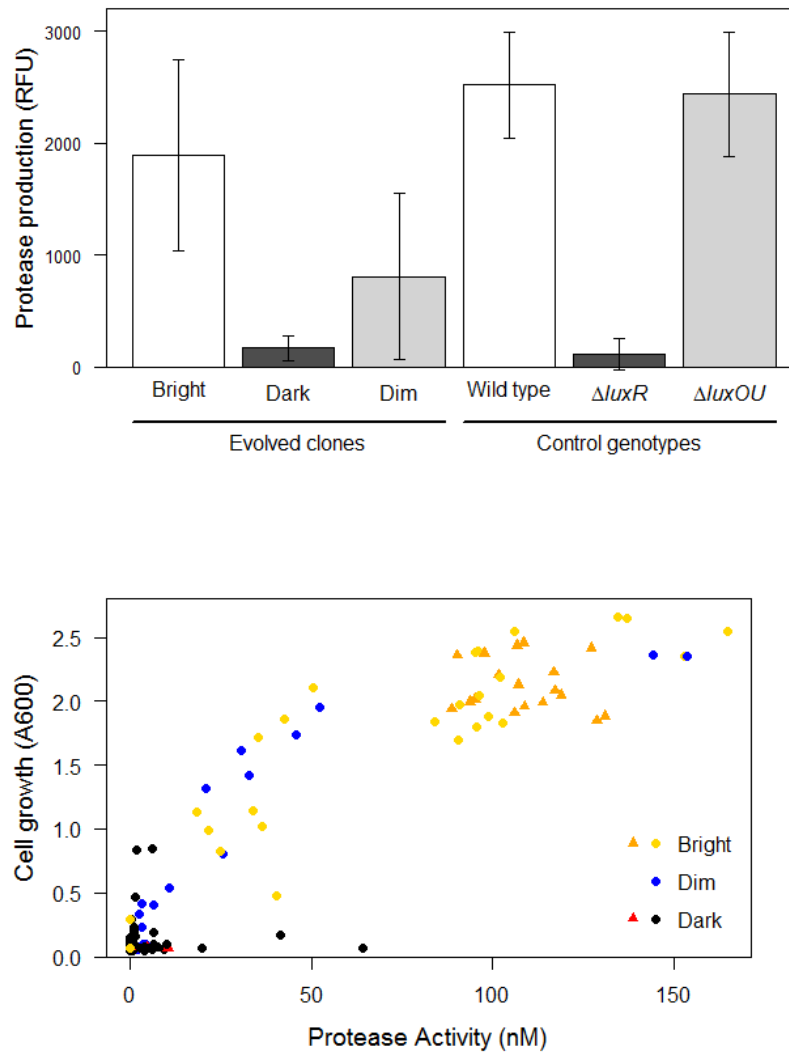 3000
2000
1000
0
Protease production (RFU)
Bright Dark Dim Wild type ΔluxR ΔluxOU
Evolved clones Control genotypes
2.5
2.0
1.5
1.0
0.5
0.0
Cell growth (A600)
Bright
Dim
Dark
0 50 100 150
Protease Activity (nM)